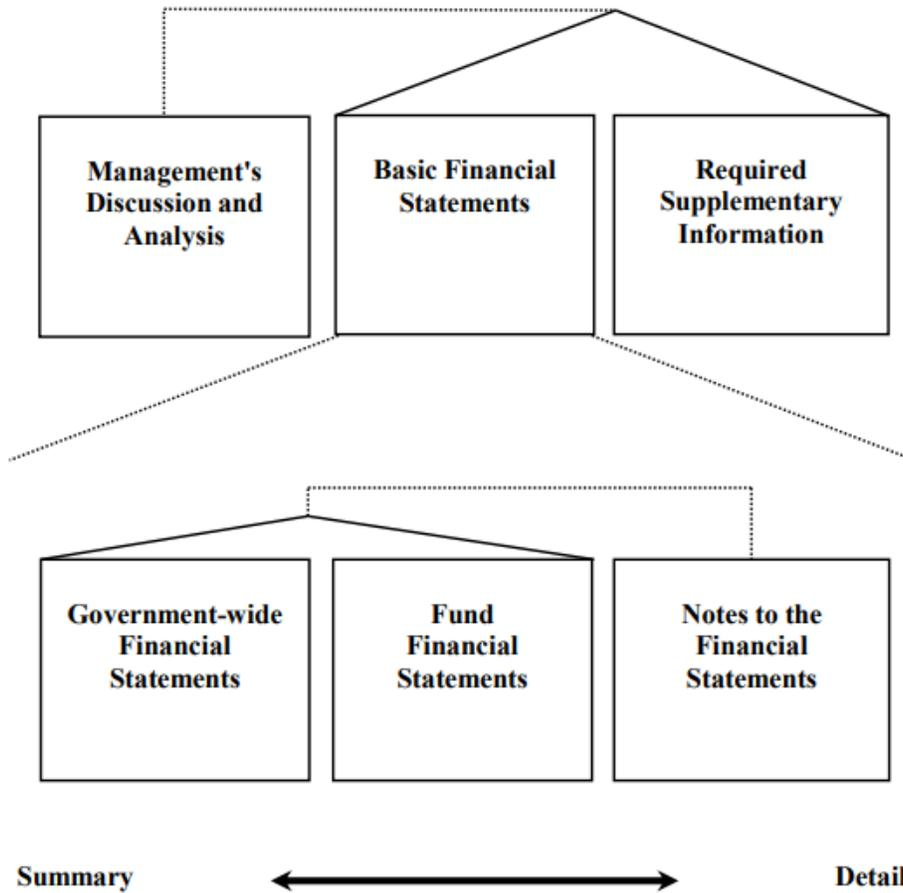 Management's
Discussion and
Analysis
Basic Financial
Statements
Required
Supplementary
Information
Government-wide
Financial
Statements
Fund
Financial
Statements
Notes to the
Financial
Statements
Summary
Detail